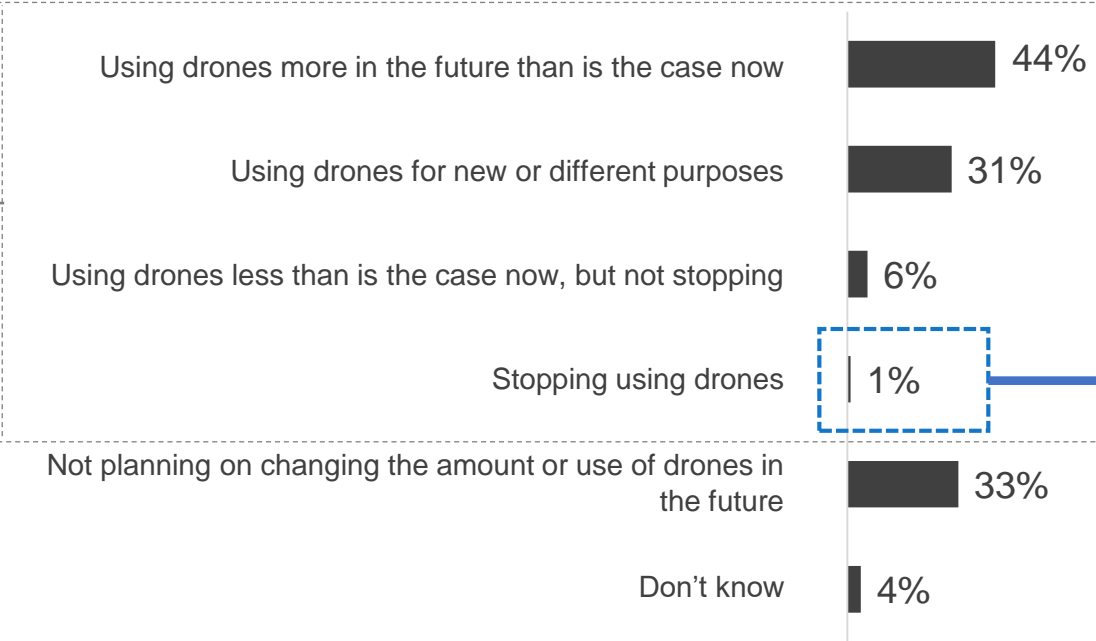 Using drones more in the future than is the case now
44%
Using drones for new or different purposes
31%
Using drones less than is the case now, but not stopping
6%
Stopping using drones
1%
Not planning on changing the amount or use of drones in
the future
33%
Don’t know
4%